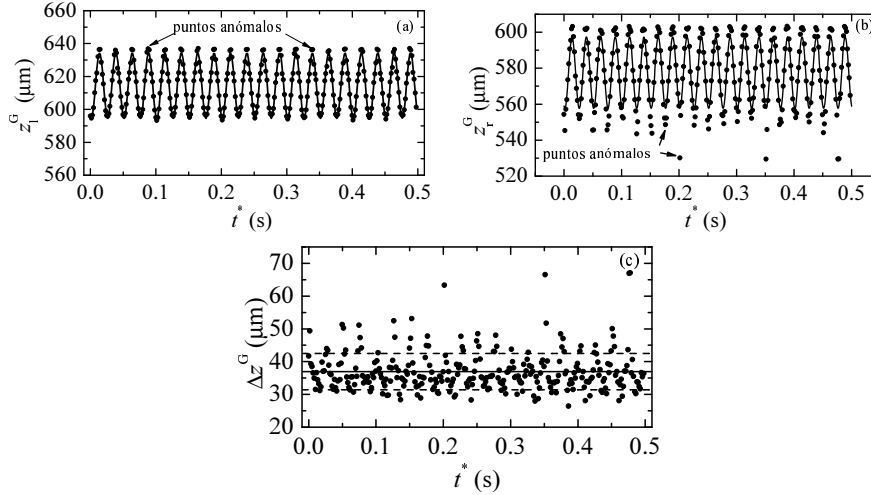 puntos anómalos
(a)
660
640
620
600
580
560
z_l^G (μm)
0.0 0.1 0.2 0.3 0.4 0.5
t* (s)
(b)
600
580
560
540
520
z_r^G (μm)
puntos anómalos
0.0 0.1 0.2 0.3 0.4 0.5
t* (s)
(c)
70
60
50
40
30
20
Δz^G (μm)
0.0 0.1 0.2 0.3 0.4 0.5
t* (s)